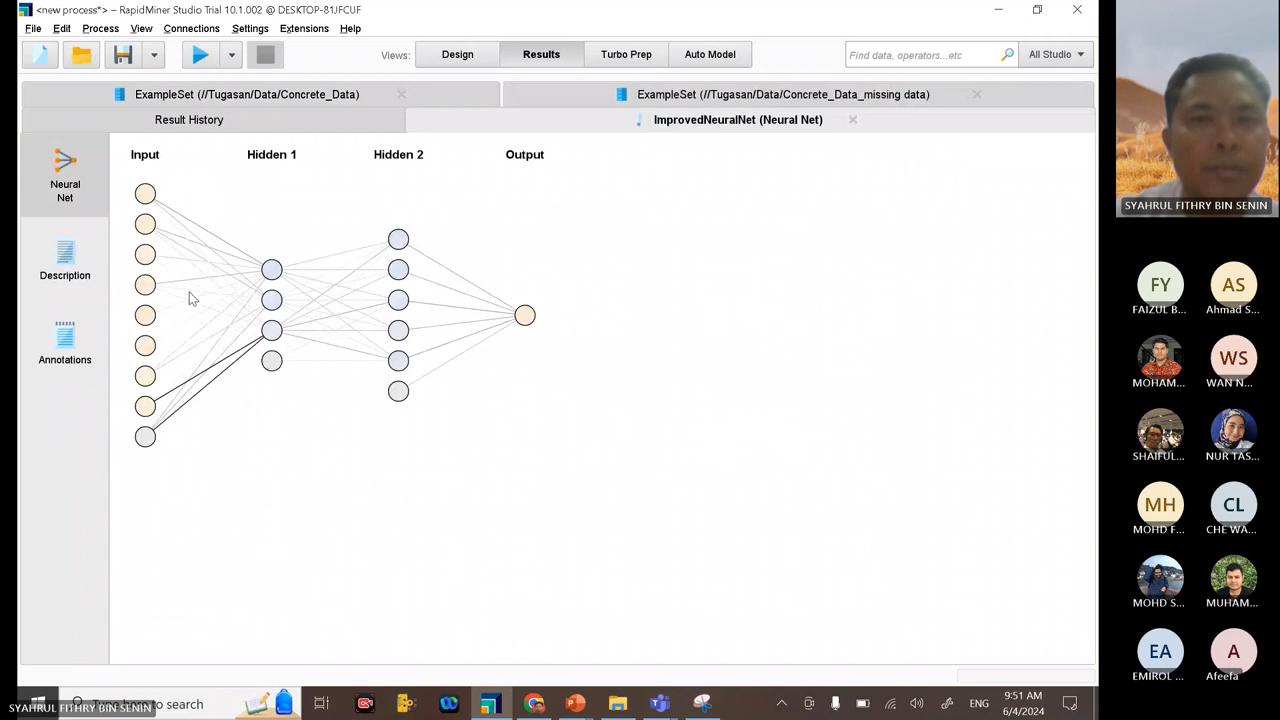 <new process*> – RapidMiner Studio Trial 10.1.002 @ DESKTOP-81JFCUF
File Edit Process View Connections Settings Extensions Help
Views: Design Results Turbo Prep Auto Model Find data, operators...etc All Studio
ExampleSet (//Tugasan/Data/Concrete_Data) ExampleSet (//Tugasan/Data/Concrete_Data_missing data)
Result History ImprovedNeuralNet (Neural Net)
Input Hidden 1 Hidden 2 Output
Neural
Net
Description
Annotations
SYAHRUL FITHRY BIN SENIN
FY AS
FAIZUL B... Ahmad S...
WS
MOHAM... WAN N...
SHAIFUL... NUR TAS...
MH CL
MOHD F... CHE WA...
MOHD S... MUHAM...
EA A
EMIROL ... Afeefa
Type here to search
SYAHRUL FITHRY BIN SENIN
ENG
9:51 AM
6/4/2024